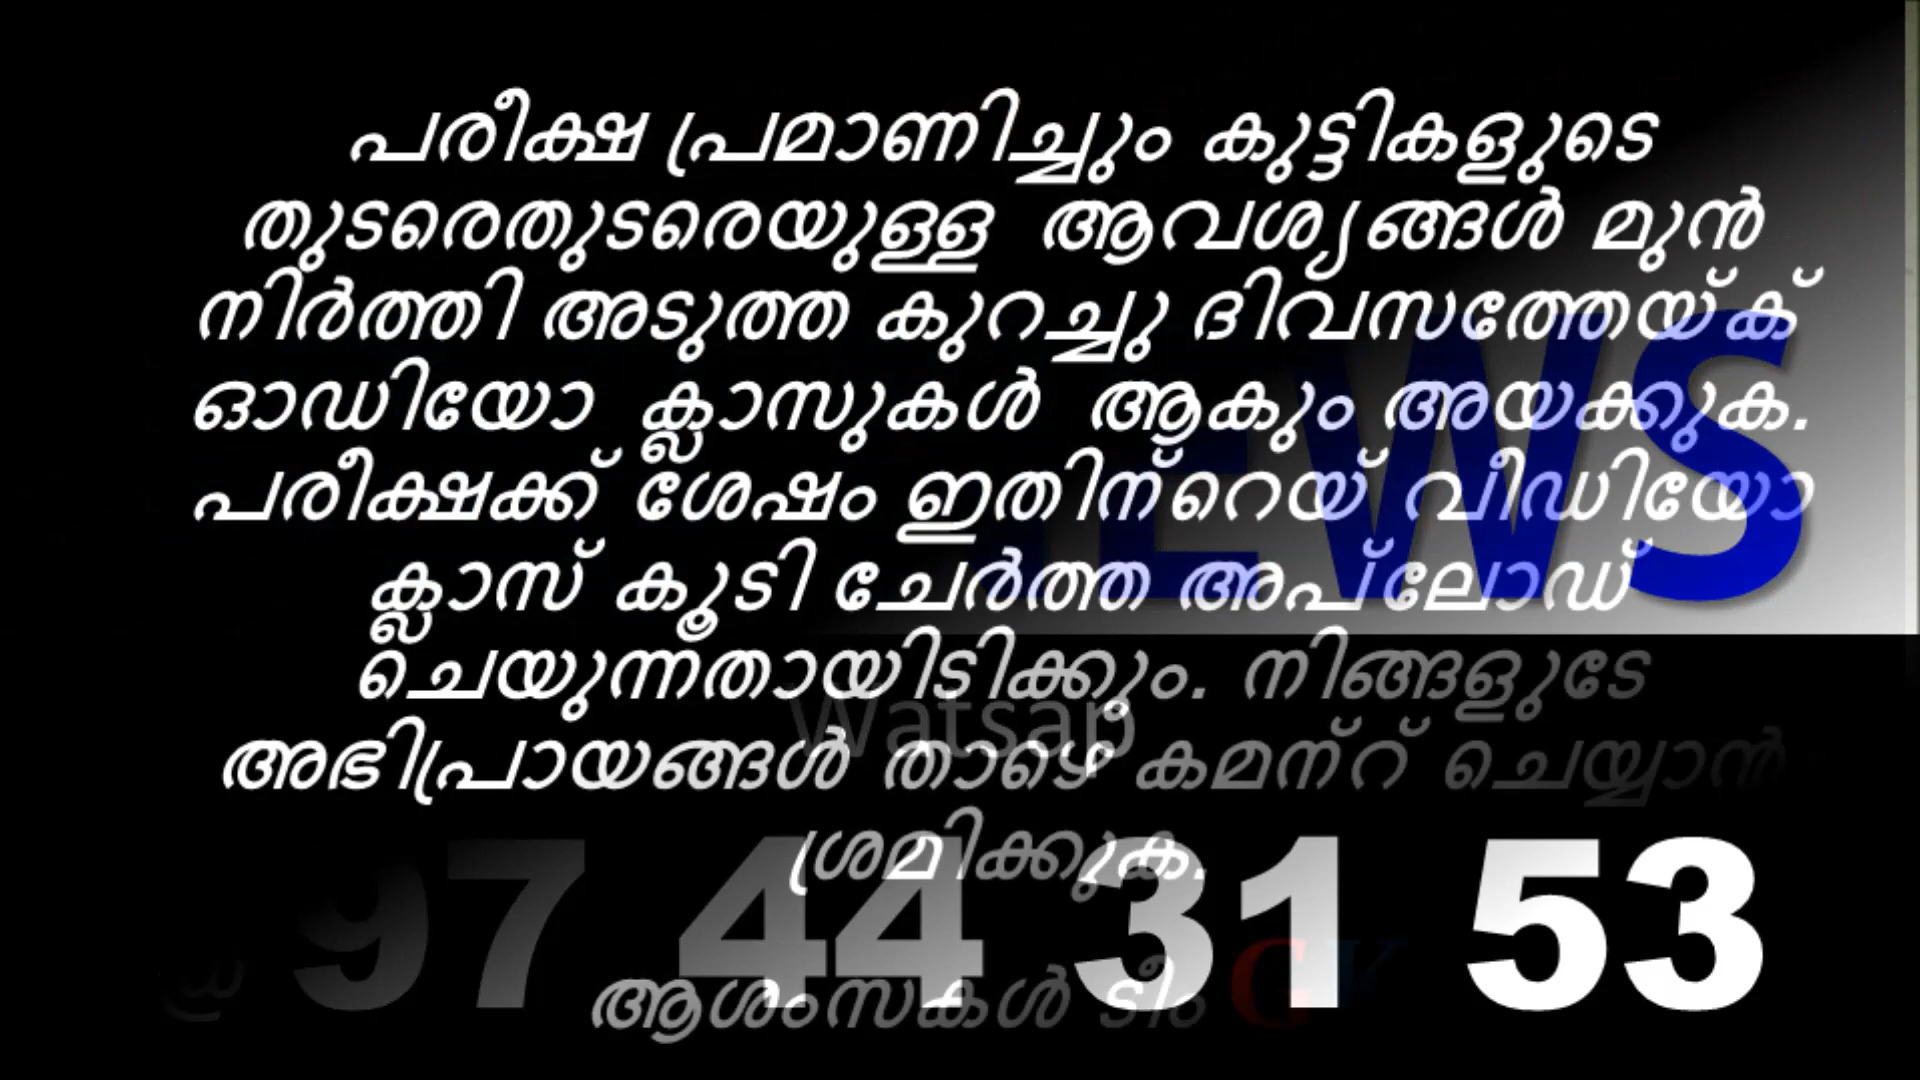 പരീക്ഷ പ്രമാണിച്ചും കുട്ടികളുടെ
തുടരെതുടരെയുള്ള ആവശ്യങ്ങൾ മുൻ
നിർത്തി അടുത്ത കുറച്ചു ദിവസത്തേയ്ക്
ഓഡിയോ ക്ലാസുകൾ ആകും അയക്കുക.
പരീക്ഷക്ക് ശേഷം ഇതിന്റെയ് വീഡിയോ
ക്ലാസ് കൂടി ചേർത്ത അപ്ലോഡ്
ചെയുന്നതായിടിക്കും. നിങ്ങളുടേ
Watsap
അഭിപ്രായങ്ങൾ താഴെ കമന്റ് ചെയ്യാൻ
ശ്രമിക്കുക.
97 44 31 53
ആശംസകൾ ടീം G
EWS